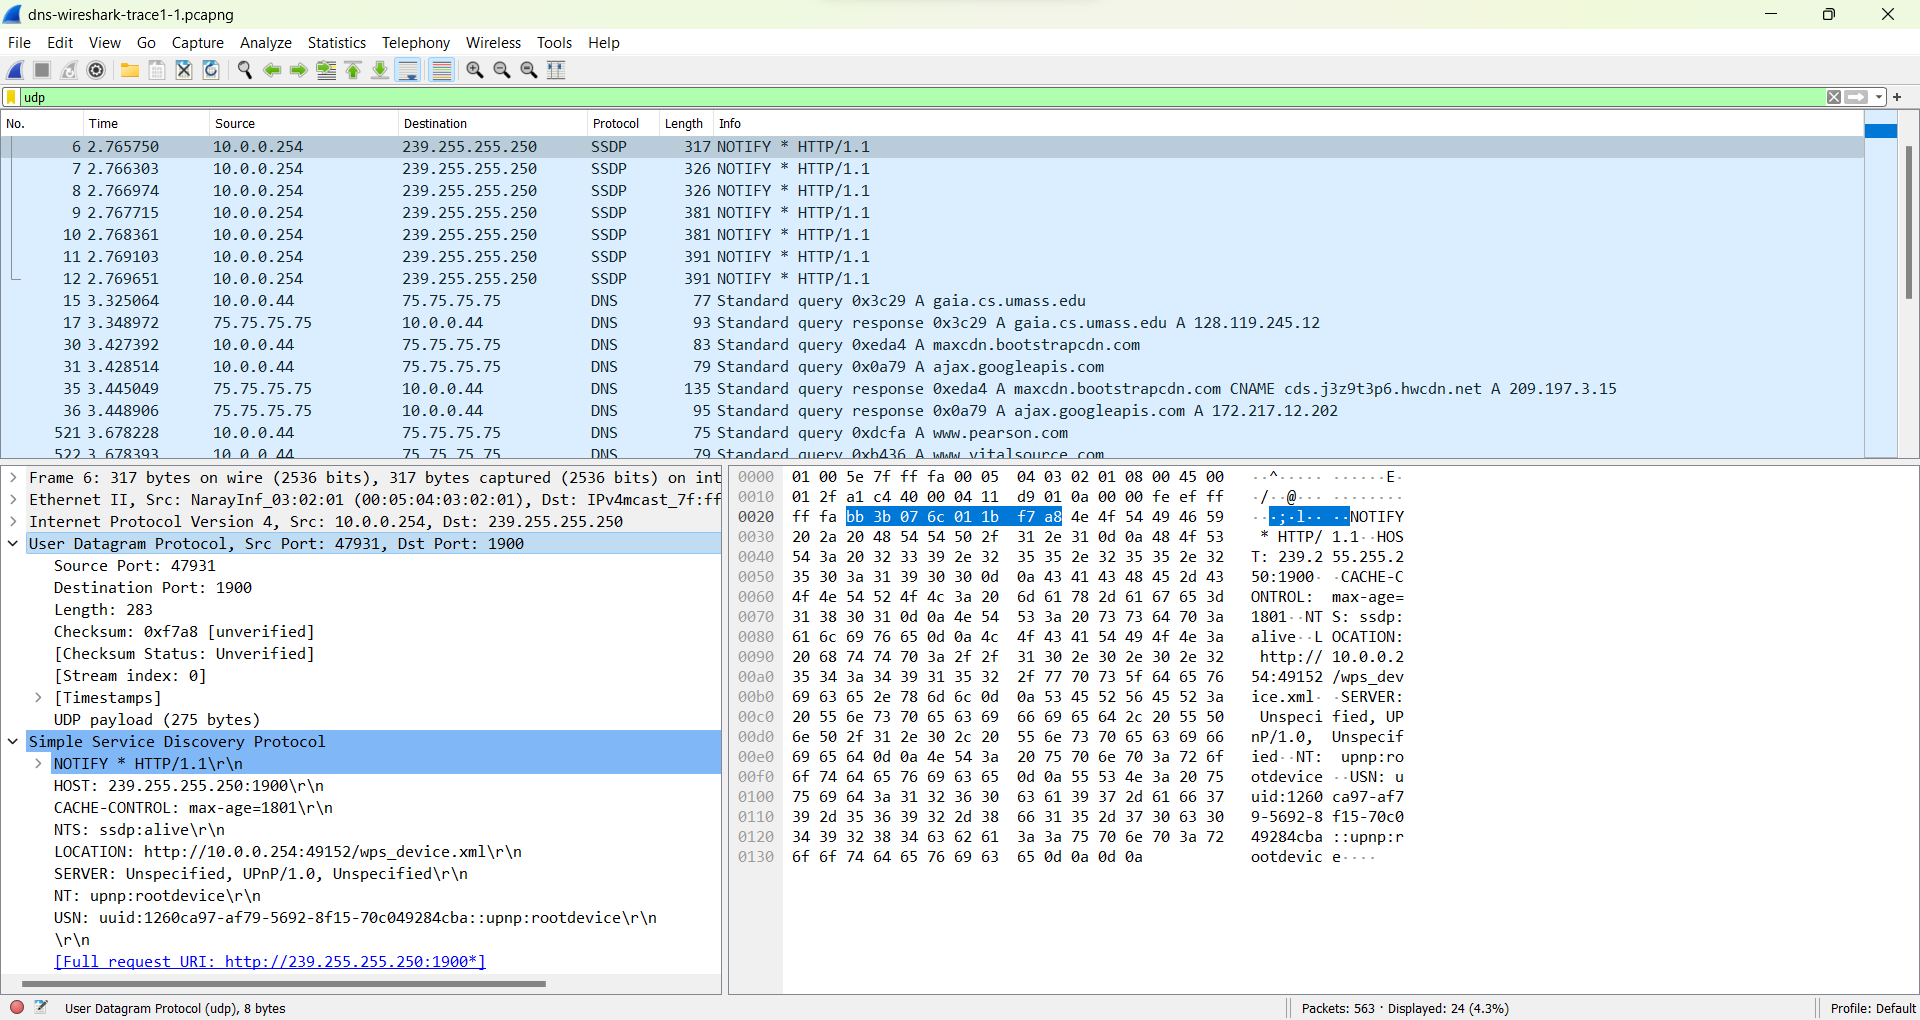 dns-wireshark-trace1-1.pcapng
File Edit View Go Capture Analyze Statistics Telephony Wireless Tools Help
udp
No. Time Source Destination Protocol Length Info
6 2.765750 10.0.0.254 239.255.255.250 SSDP 317 NOTIFY * HTTP/1.1
7 2.766303 10.0.0.254 239.255.255.250 SSDP 326 NOTIFY * HTTP/1.1
8 2.766974 10.0.0.254 239.255.255.250 SSDP 326 NOTIFY * HTTP/1.1
9 2.767715 10.0.0.254 239.255.255.250 SSDP 381 NOTIFY * HTTP/1.1
10 2.768361 10.0.0.254 239.255.255.250 SSDP 381 NOTIFY * HTTP/1.1
11 2.769103 10.0.0.254 239.255.255.250 SSDP 391 NOTIFY * HTTP/1.1
12 2.769651 10.0.0.254 239.255.255.250 SSDP 391 NOTIFY * HTTP/1.1
15 3.325064 10.0.0.44 75.75.75.75 DNS 77 Standard query 0x3c29 A gaia.cs.umass.edu
17 3.348972 75.75.75.75 10.0.0.44 DNS 93 Standard query response 0x3c29 A gaia.cs.umass.edu A 128.119.245.12
30 3.427392 10.0.0.44 75.75.75.75 DNS 83 Standard query 0xeda4 A maxcdn.bootstrapcdn.com
31 3.428514 10.0.0.44 75.75.75.75 DNS 79 Standard query 0x0a79 A ajax.googleapis.com
35 3.445049 75.75.75.75 10.0.0.44 DNS 135 Standard query response 0xeda4 A maxcdn.bootstrapcdn.com CNAME cds.j3z9t3p6.hwcdn.net A 209.197.3.15
36 3.448906 75.75.75.75 10.0.0.44 DNS 95 Standard query response 0x0a79 A ajax.googleapis.com A 172.217.12.202
521 3.678228 10.0.0.44 75.75.75.75 DNS 75 Standard query 0xdcfa A www.pearson.com
522 3.678393 10.0.0.44 75.75.75.75 DNS 79 Standard query 0xb436 A www.vitalsource.com
Frame 6: 317 bytes on wire (2536 bits), 317 bytes captured (2536 bits) on int
Ethernet II, Src: NarayInf_03:02:01 (00:05:04:03:02:01), Dst: IPv4mcast_7f:ff
Internet Protocol Version 4, Src: 10.0.0.254, Dst: 239.255.255.250
User Datagram Protocol, Src Port: 47931, Dst Port: 1900
Source Port: 47931
Destination Port: 1900
Length: 283
Checksum: 0xf7a8 [unverified]
[Checksum Status: Unverified]
[Stream index: 0]
[Timestamps]
UDP payload (275 bytes)
Simple Service Discovery Protocol
NOTIFY * HTTP/1.1\r\n
HOST: 239.255.255.250:1900\r\n
CACHE-CONTROL: max-age=1801\r\n
NTS: ssdp:alive\r\n
LOCATION: http://10.0.0.254:49152/wps_device.xml\r\n
SERVER: Unspecified, UPnP/1.0, Unspecified\r\n
NT: upnp:rootdevice\r\n
USN: uuid:1260ca97-af79-5692-8f15-70c049284cba::upnp:rootdevice\r\n
\r\n
[Full request URI: http://239.255.255.250:1900*]
0000 01 00 5e 7f ff fa 00 05 04 03 02 01 08 00 45 00 ··^····· ······E·
0010 01 2f a1 c4 40 00 04 11 d9 01 0a 00 00 fe ef ff ·/··@··· ········
0020 ff fa bb 3b 07 6c 01 1b f7 a8 4e 4f 54 49 46 59 ···;·l·· ··NOTIFY
0030 20 2a 20 48 54 54 50 2f 31 2e 31 0d 0a 48 4f 53 * HTTP/ 1.1··HOS
0040 54 3a 20 32 33 39 2e 32 35 35 2e 32 35 35 2e 32 T: 239.2 55.255.2
0050 35 30 3a 31 39 30 30 0d 0a 43 41 43 48 45 2d 43 50:1900· ·CACHE-C
0060 4f 4e 54 52 4f 4c 3a 20 6d 61 78 2d 61 67 65 3d ONTROL: max-age=
0070 31 38 30 31 0d 0a 4e 54 53 3a 20 73 73 64 70 3a 1801··NT S: ssdp:
0080 61 6c 69 76 65 0d 0a 4c 4f 43 41 54 49 4f 4e 3a alive··L OCATION:
0090 20 68 74 74 70 3a 2f 2f 31 30 2e 30 2e 30 2e 32 http:// 10.0.0.2
00a0 35 34 3a 34 39 31 35 32 2f 77 70 73 5f 64 65 76 54:49152 /wps_dev
00b0 69 63 65 2e 78 6d 6c 0d 0a 53 45 52 56 45 52 3a ice.xml· ·SERVER:
00c0 20 55 6e 73 70 65 63 69 66 69 65 64 2c 20 55 50 Unspeci fied, UP
00d0 6e 50 2f 31 2e 30 2c 20 55 6e 73 70 65 63 69 66 nP/1.0, Unspecif
00e0 69 65 64 0d 0a 4e 54 3a 20 75 70 6e 70 3a 72 6f ied··NT: upnp:ro
00f0 6f 74 64 65 76 69 63 65 0d 0a 55 53 4e 3a 20 75 otdevice ··USN: u
0100 75 69 64 3a 31 32 36 30 63 61 39 37 2d 61 66 37 uid:1260 ca97-af7
0110 39 2d 35 36 39 32 2d 38 66 31 35 2d 37 30 63 30 9-5692-8 f15-70c0
0120 34 39 32 38 34 63 62 61 3a 3a 75 70 6e 70 3a 72 49284cba ::upnp:r
0130 6f 6f 74 64 65 76 69 63 65 0d 0a 0d 0a ootdevic e····
User Datagram Protocol (udp), 8 bytes
Packets: 563 · Displayed: 24 (4.3%)
Profile: Default